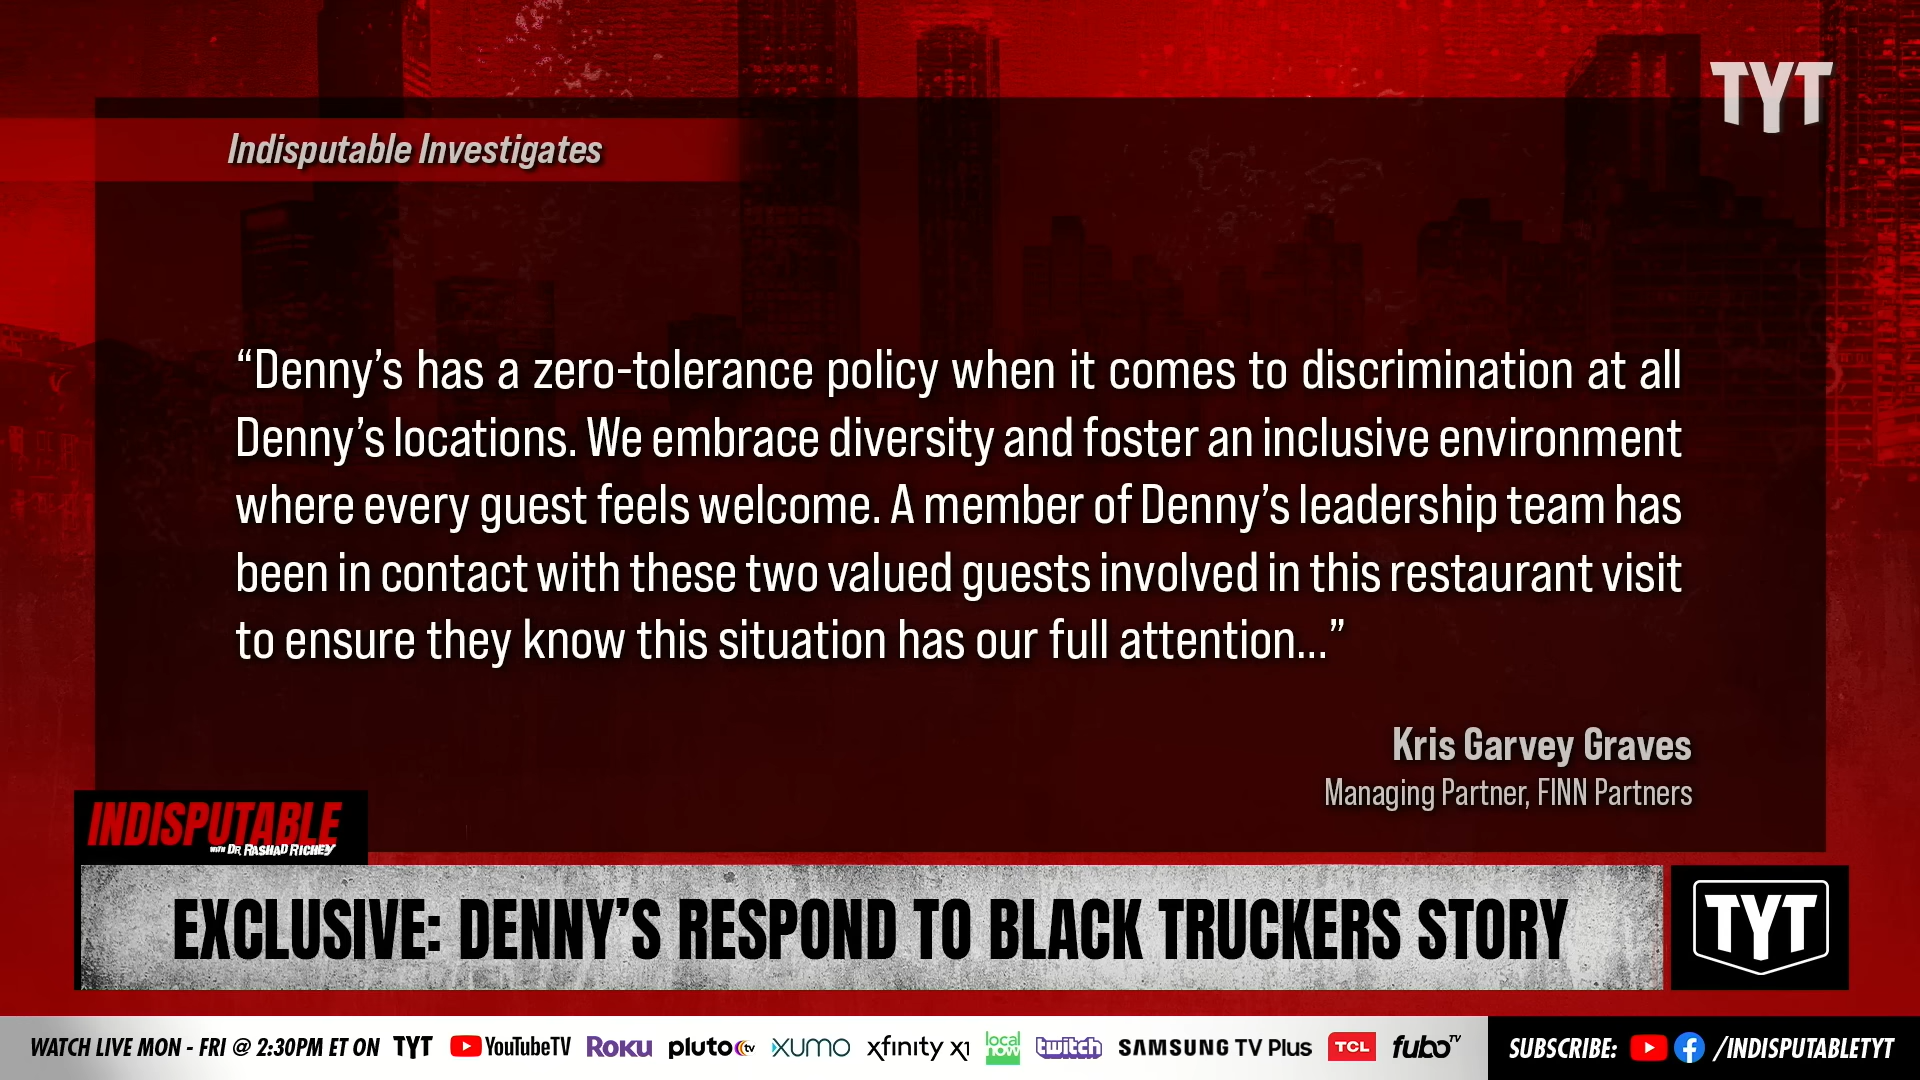 TYT
Indisputable Investigates
“Denny’s has a zero-tolerance policy when it comes to discrimination at all
Denny’s locations. We embrace diversity and foster an inclusive environment
where every guest feels welcome. A member of Denny’s leadership team has
been in contact with these two valued guests involved in this restaurant visit
to ensure they know this situation has our full attention...”
Kris Garvey Graves
Managing Partner, FINN Partners
INDISPUTABLE
WITH DR RASHAD RICHEY
EXCLUSIVE: DENNY’S RESPOND TO BLACK TRUCKERS STORY
TYT
WATCH LIVE MON - FRI @ 2:30PM ET ON TYT YouTubeTV ROKU pluto tv XUMO xfinity x1 local now twitch SAMSUNG TV Plus TCL fubo TV SUBSCRIBE: /INDISPUTABLETYT